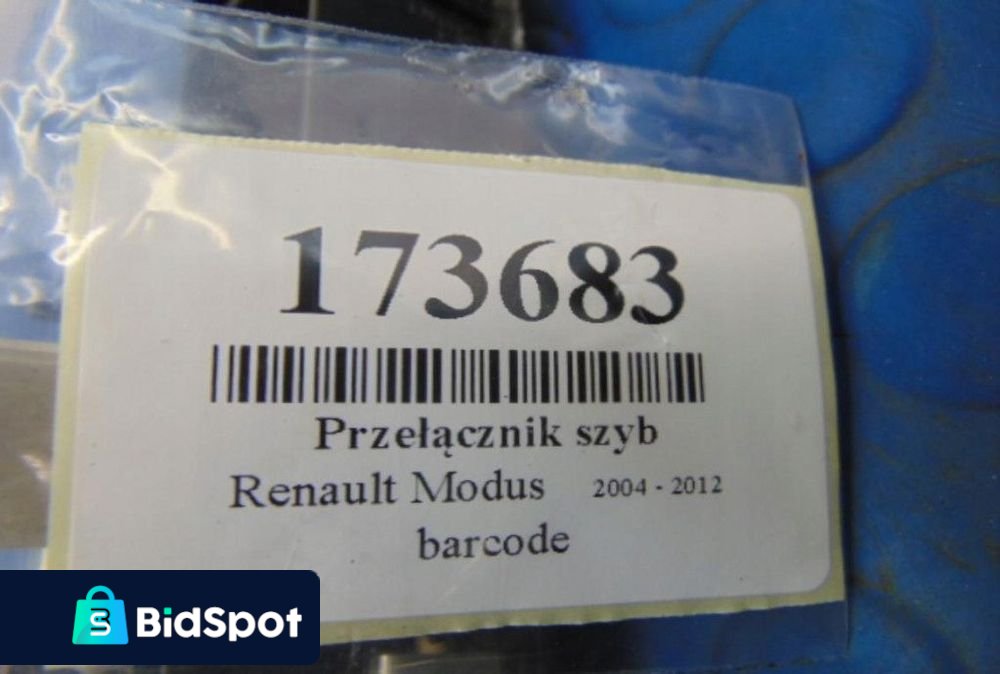 173683
Przełącznik szyb
Renault Modus 2004 - 2012
barcode
BidSpot